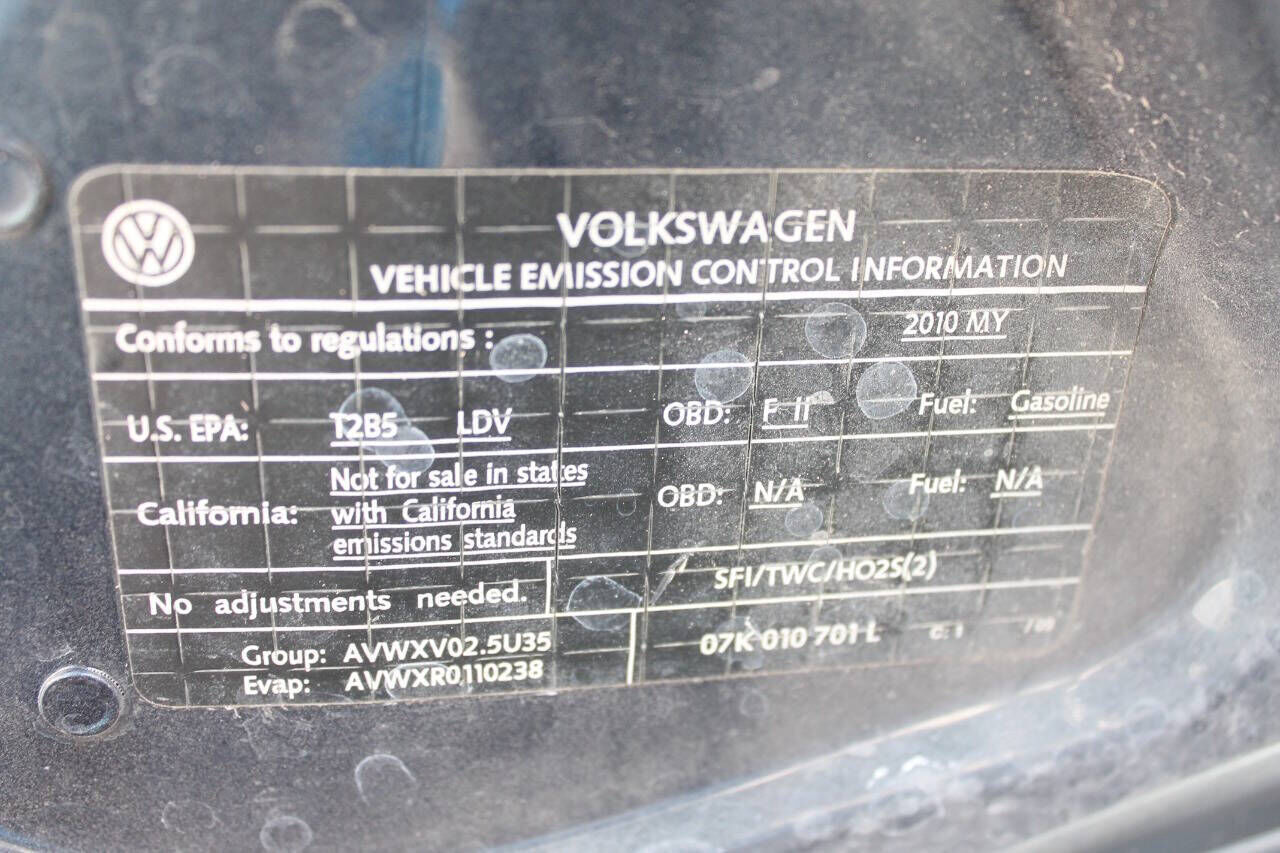 VOLKSWAGEN
VEHICLE EMISSION CONTROL INFORMATION
Conforms to regulations : 2010 MY
U.S. EPA: T2B5 LDV OBD: F II Fuel: Gasoline
California: Not for sale in states with California emissions standards OBD: N/A Fuel: N/A
No adjustments needed. SFI/TWC/HO2S(2)
Group: AVWXV02.5U35
Evap: AVWXR0110238
07K 010 701 L